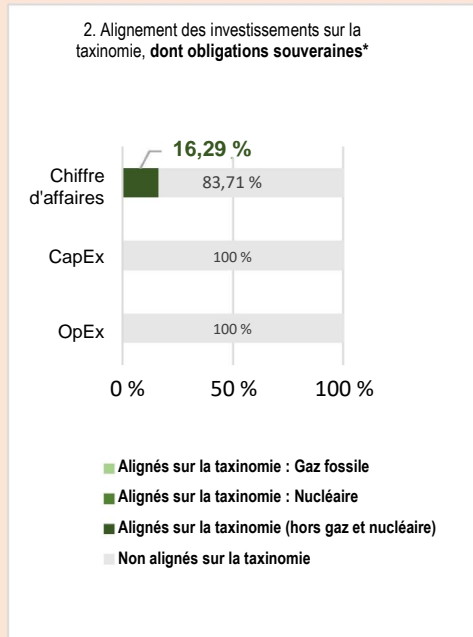 2. Alignement des investissements sur la
taxinomie, dont obligations souveraines*
16,29 %
Chiffre
d'affaires
83,71 %
CapEx
100 %
OpEx
100 %
0 %
50 %
100 %
Alignés sur la taxinomie : Gaz fossile
Alignés sur la taxinomie : Nucléaire
Alignés sur la taxinomie (hors gaz et nucléaire)
Non alignés sur la taxinomie